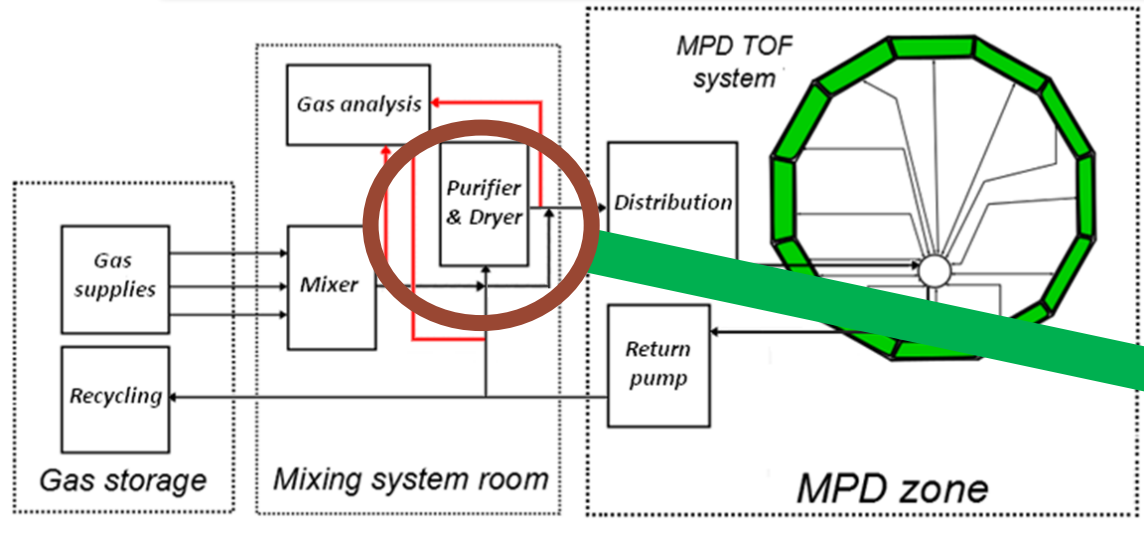 MPD TOF
system
Gas analysis
Purifier
& Dryer
Distribution
Gas
supplies
Mixer
Return
pump
Recycling
Gas storage
Mixing system room
MPD zone